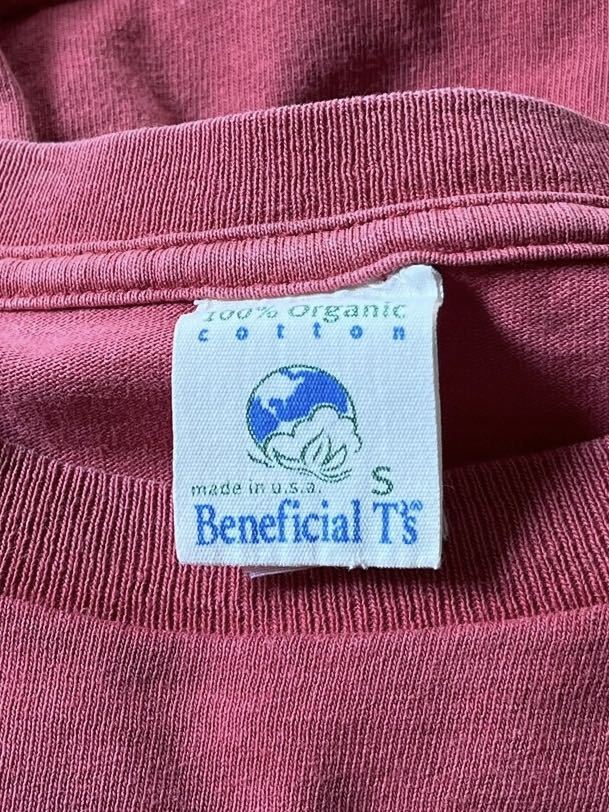 100% Organic
cotton
made in u.s.a.
S
Beneficial T's